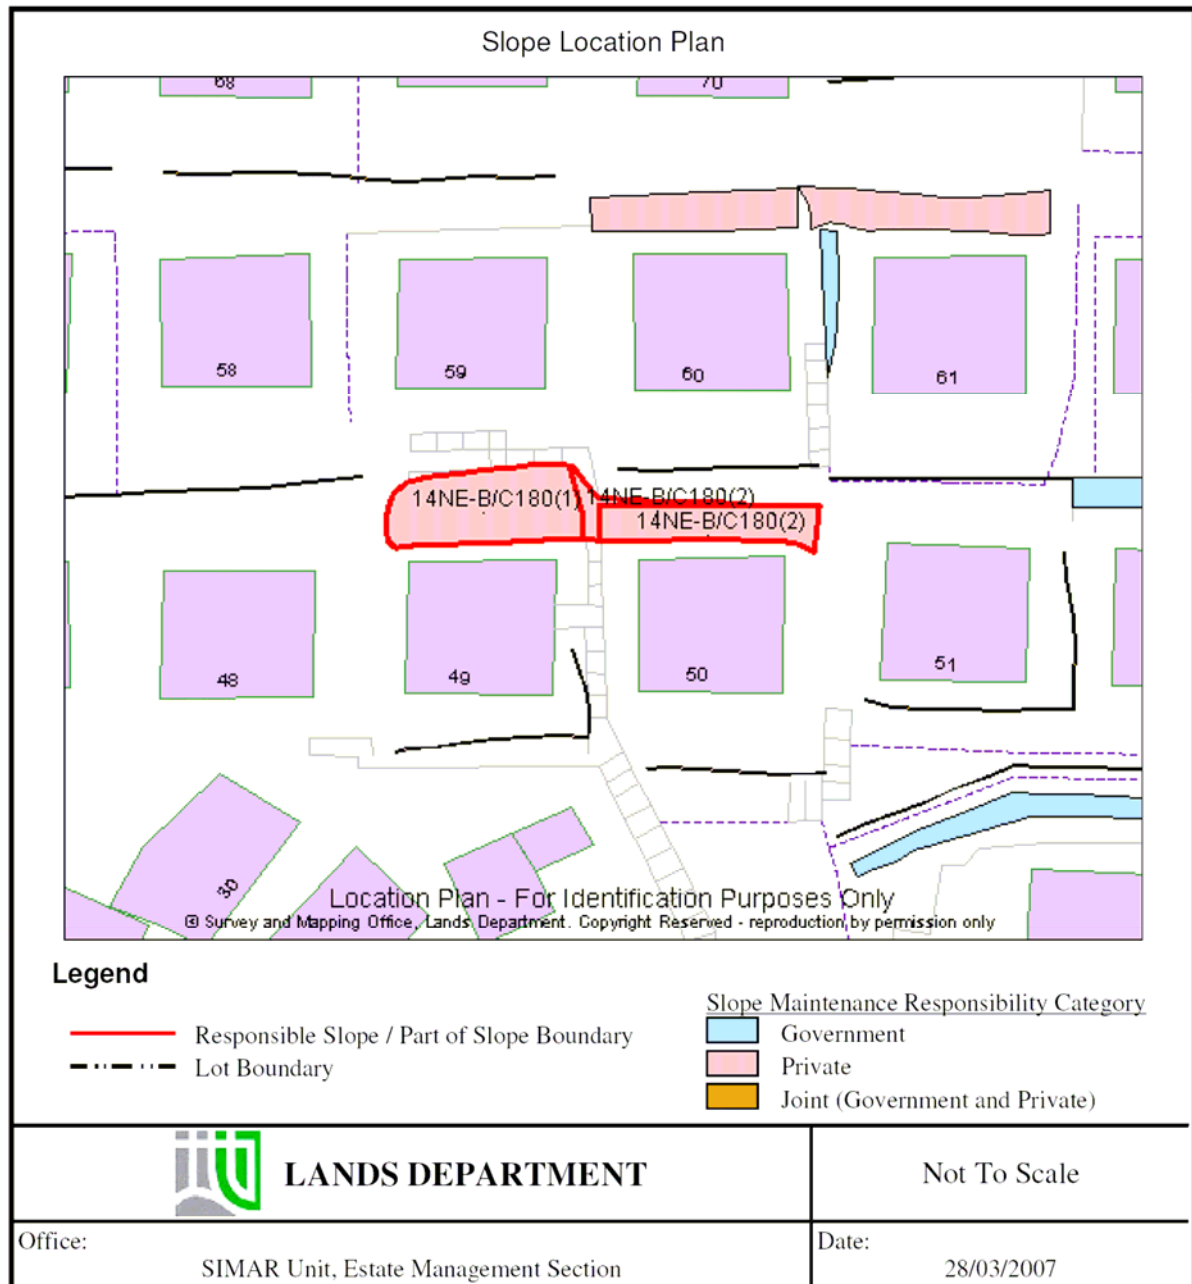 Slope Location Plan
68 70
58 59 60 61
14NE-B/C180(1) 14NE-B/C180(2)
14NE-B/C180(2)
48 49 50 51
30
Location Plan - For Identification Purposes Only
© Survey and Mapping Office, Lands Department. Copyright Reserved - reproduction by permission only
Legend
Responsible Slope / Part of Slope Boundary
Lot Boundary
Slope Maintenance Responsibility Category
Government
Private
Joint (Government and Private)
LANDS DEPARTMENT
Not To Scale
Office:
SIMAR Unit, Estate Management Section
Date:
28/03/2007